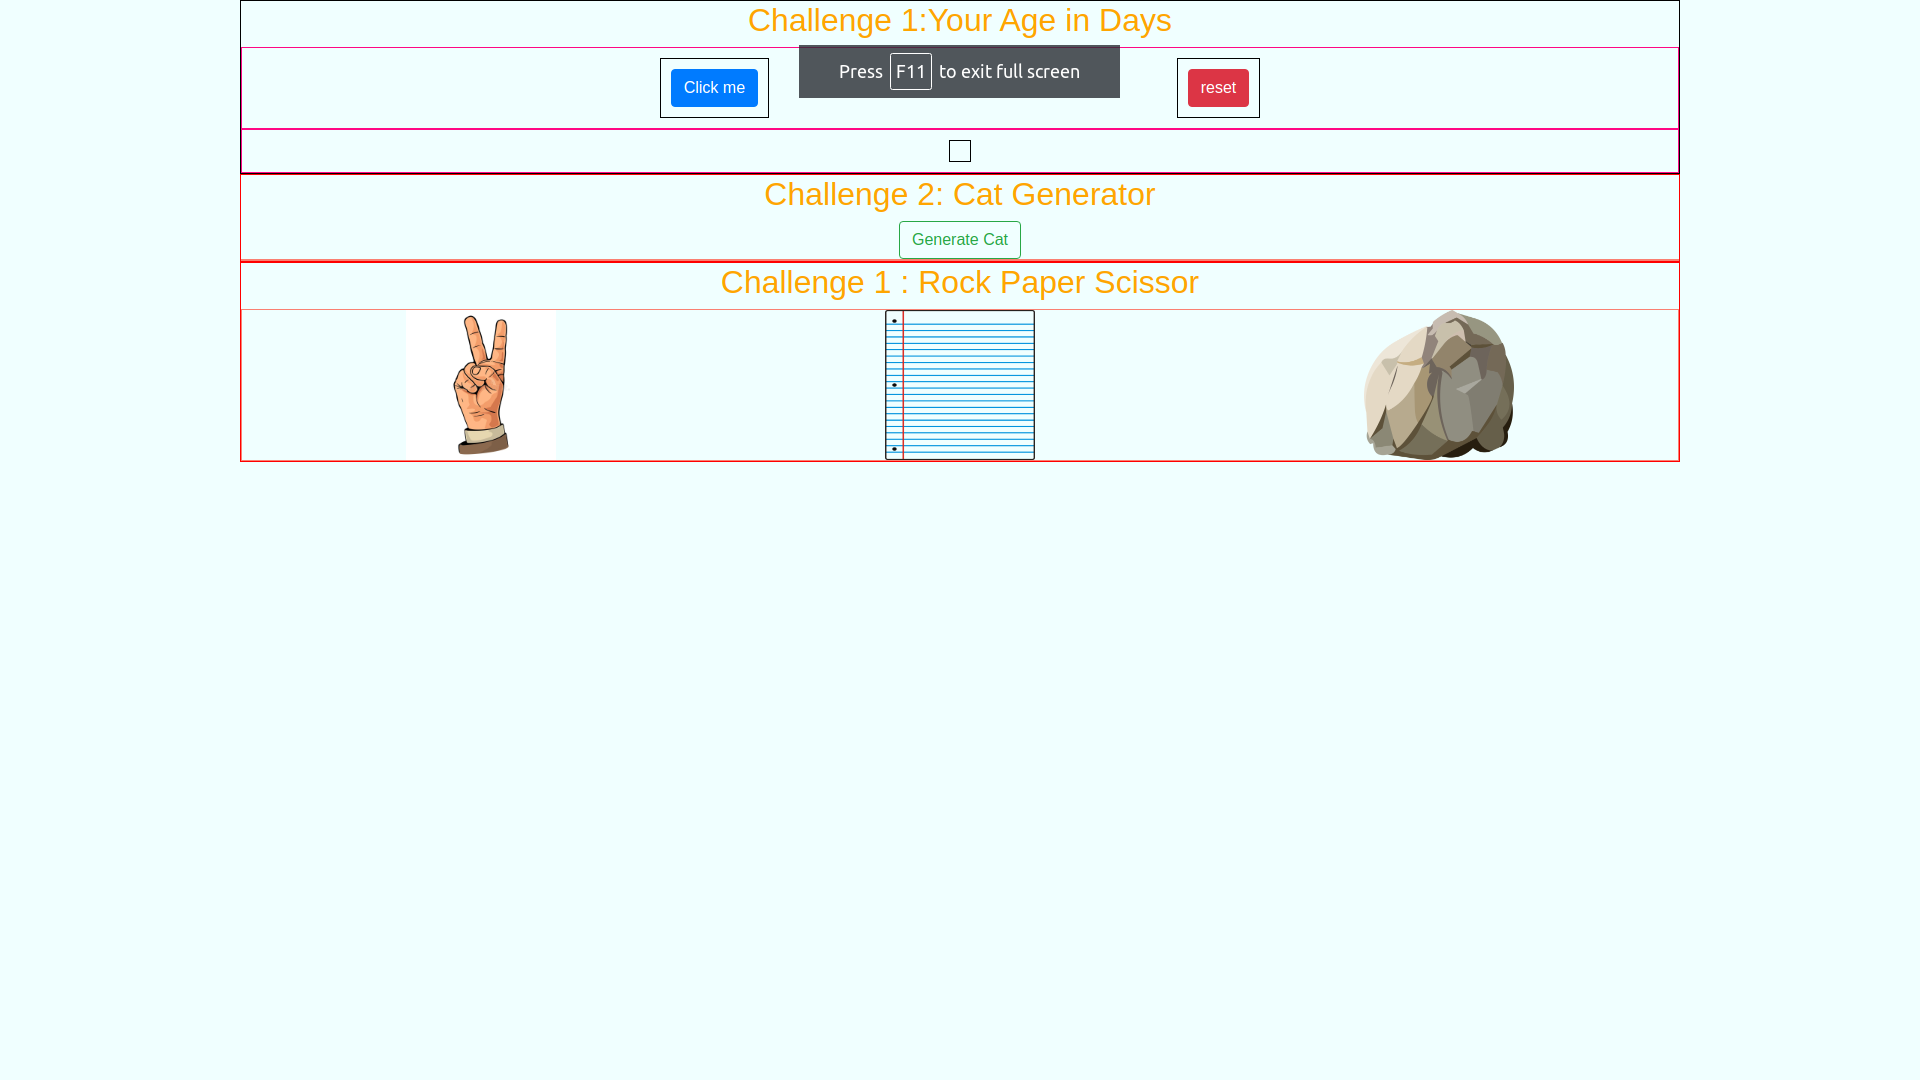 Challenge 1:Your Age in Days
Click me
Press F11 to exit full screen
reset
Challenge 2: Cat Generator
Generate Cat
Challenge 1 : Rock Paper Scissor